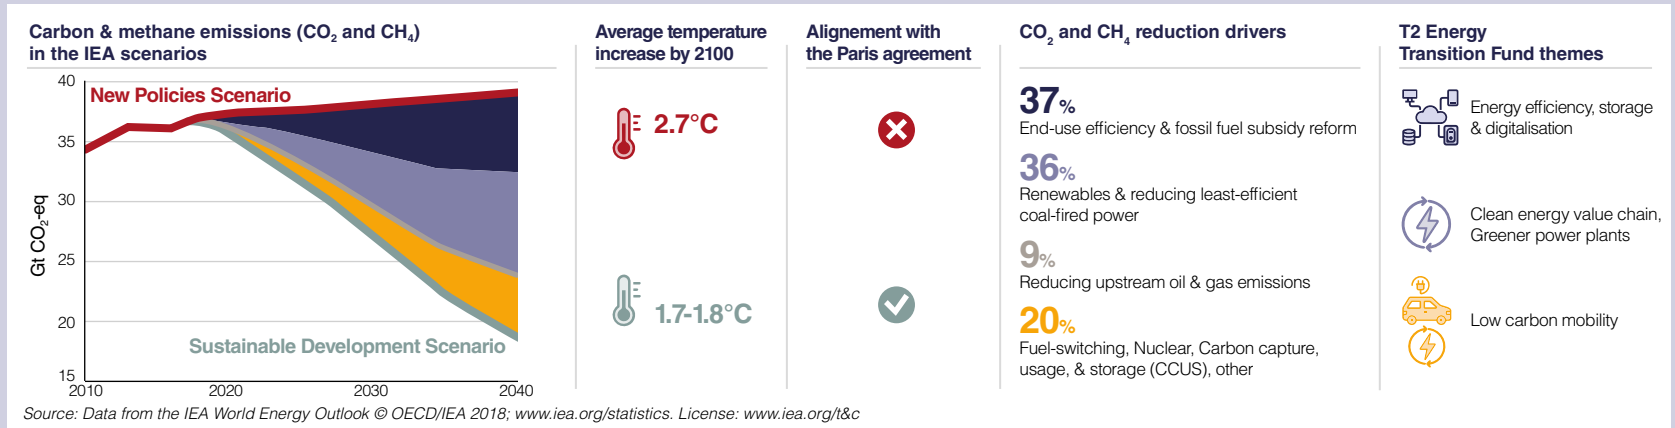 Carbon & methane emissions (CO₂ and CH₄)
in the IEA scenarios
40
35
30
25
20
15
Gt CO₂-eq
New Policies Scenario
Sustainable Development Scenario
2010
2020
2030
2040
Average temperature
increase by 2100
2.7°C
1.7-1.8°C
Alignement with
the Paris agreement
CO₂ and CH₄ reduction drivers
37%
End-use efficiency & fossil fuel subsidy reform
36%
Renewables & reducing least-efficient
coal-fired power
9%
Reducing upstream oil & gas emissions
20%
Fuel-switching, Nuclear, Carbon capture,
usage, & storage (CCUS), other
T2 Energy
Transition Fund themes
Energy efficiency, storage
& digitalisation
Clean energy value chain,
Greener power plants
Low carbon mobility
Source: Data from the IEA World Energy Outlook © OECD/IEA 2018; www.iea.org/statistics. License: www.iea.org/t&c